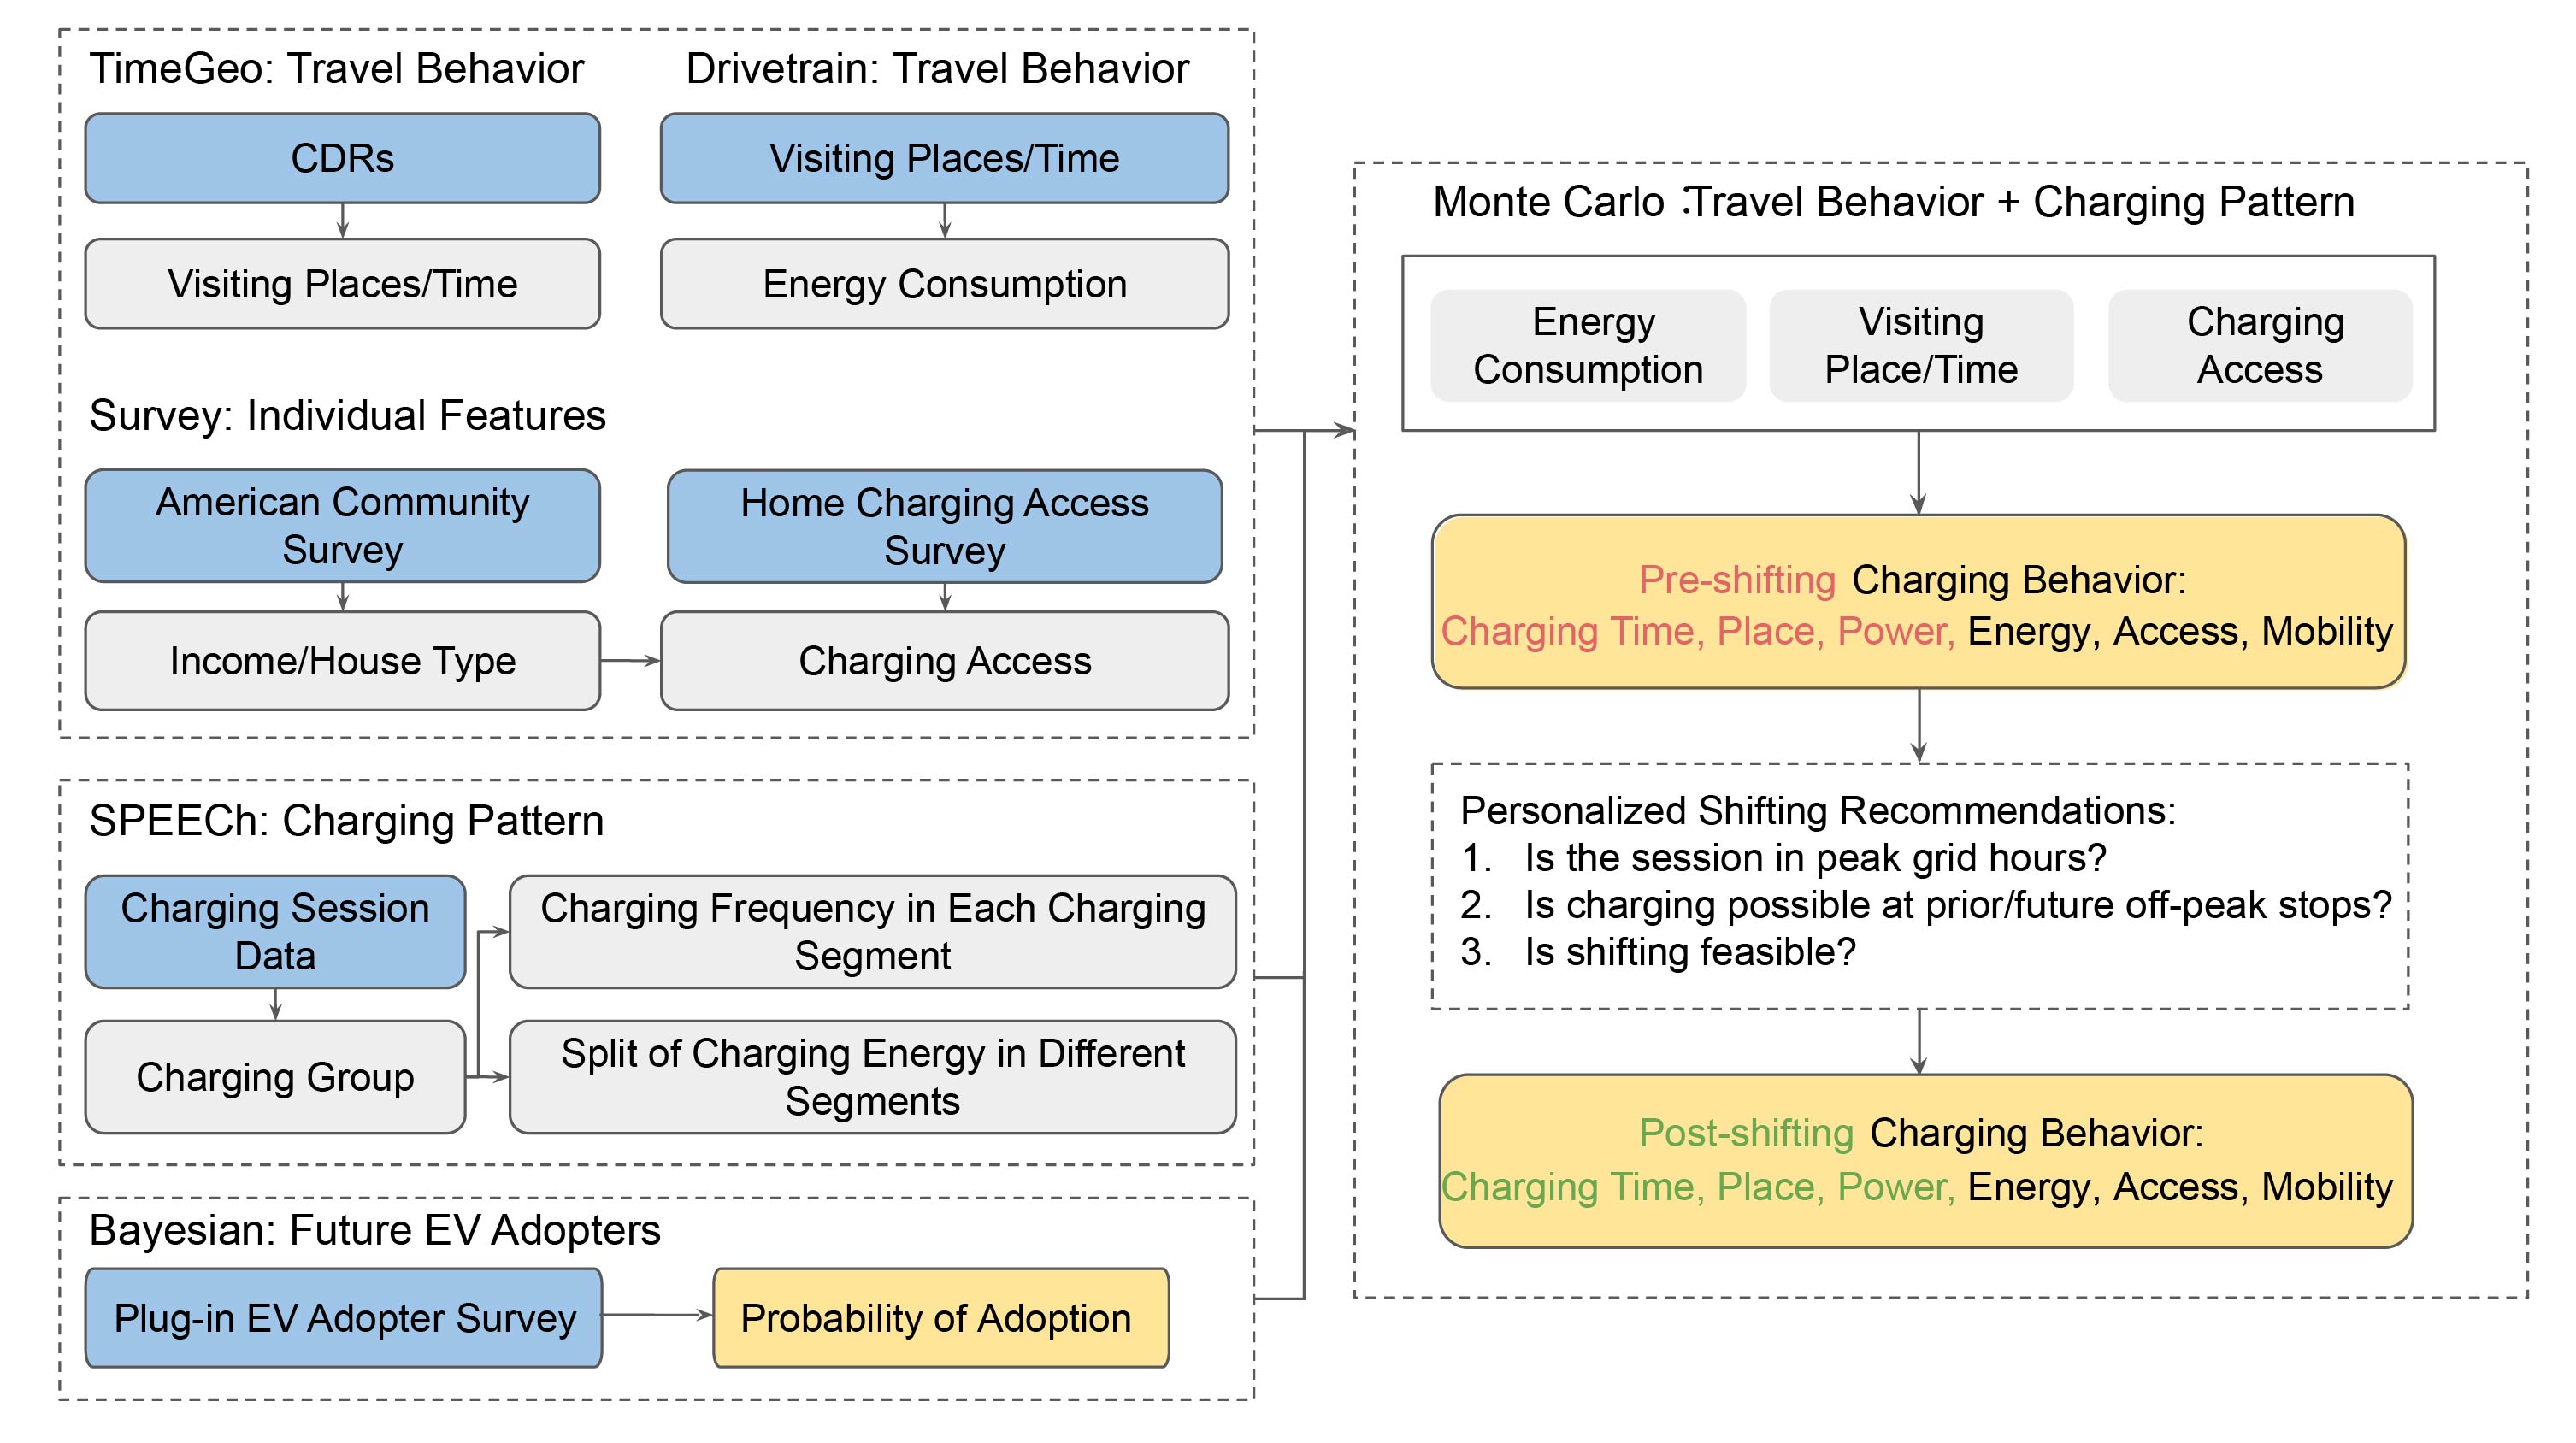 TimeGeo: Travel Behavior
CDRs
Visiting Places/Time
Drivetrain: Travel Behavior
Visiting Places/Time
Energy Consumption
Survey: Individual Features
American Community
Survey
Income/House Type
Home Charging Access
Survey
Charging Access
SPEECh: Charging Pattern
Charging Session
Data
Charging Group
Charging Frequency in Each Charging
Segment
Split of Charging Energy in Different
Segments
Bayesian: Future EV Adopters
Plug-in EV Adopter Survey
Probability of Adoption
Monte Carlo :Travel Behavior + Charging Pattern
Energy
Consumption
Visiting
Place/Time
Charging
Access
Pre-shifting Charging Behavior:
Charging Time, Place, Power, Energy, Access, Mobility
Personalized Shifting Recommendations:
1. Is the session in peak grid hours?
2. Is charging possible at prior/future off-peak stops?
3. Is shifting feasible?
Post-shifting Charging Behavior:
Charging Time, Place, Power, Energy, Access, Mobility